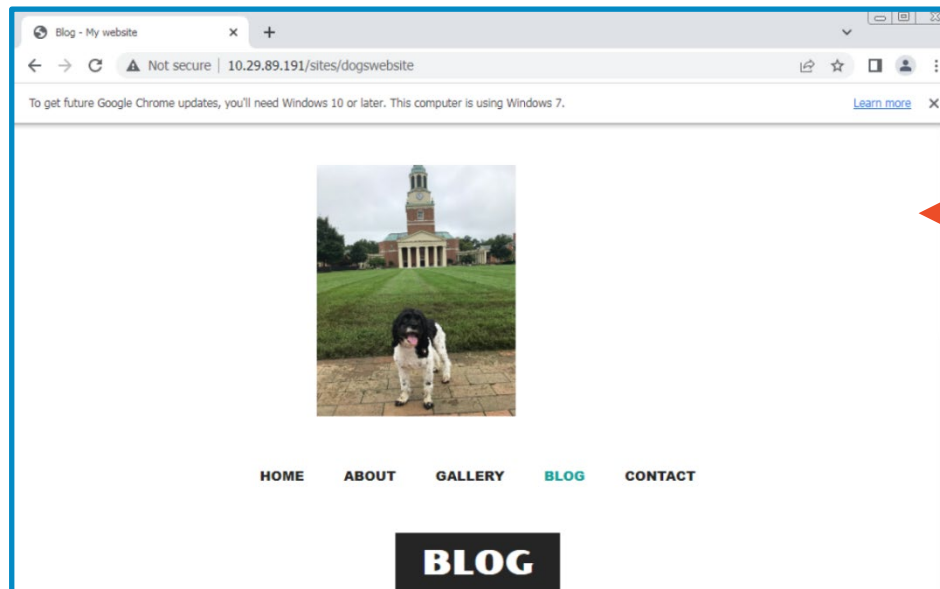 Blog - My website
Not secure | 10.29.89.191/sites/dogswebsite
To get future Google Chrome updates, you'll need Windows 10 or later. This computer is using Windows 7. Learn more
HOME ABOUT GALLERY BLOG CONTACT
BLOG